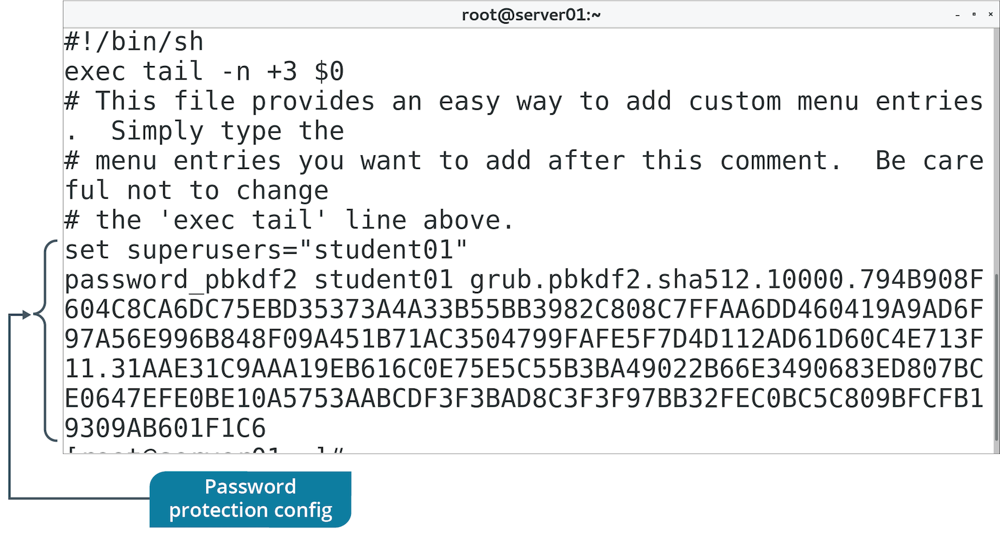 root@server01:~
#!/bin/sh
exec tail -n +3 $0
# This file provides an easy way to add custom menu entries
.  Simply type the
# menu entries you want to add after this comment.  Be care
ful not to change
# the 'exec tail' line above.
set superusers="student01"
password_pbkdf2 student01 grub.pbkdf2.sha512.10000.794B908F
604C8CA6DC75EBD35373A4A33B55BB3982C808C7FFAA6DD460419A9AD6F
97A56E996B848F09A451B71AC3504799FAFE5F7D4D112AD61D60C4E713F
11.31AAE31C9AAA19EB616C0E75E5C55B3BA49022B66E3490683ED807BC
E0647EFE0BE10A5753AABCDF3F3BAD8C3F3F97BB32FEC0BC5C809BFCFB1
9309AB601F1C6
[root@server01 ~]#
Password
protection config